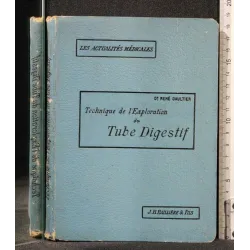 LES ACTUALITÉS MÉDICALES
Dr RENÉ GAULTIER
Technique de l'Exploration
du
Tube Digestif
J. B. BAILLIÈRE & FILS